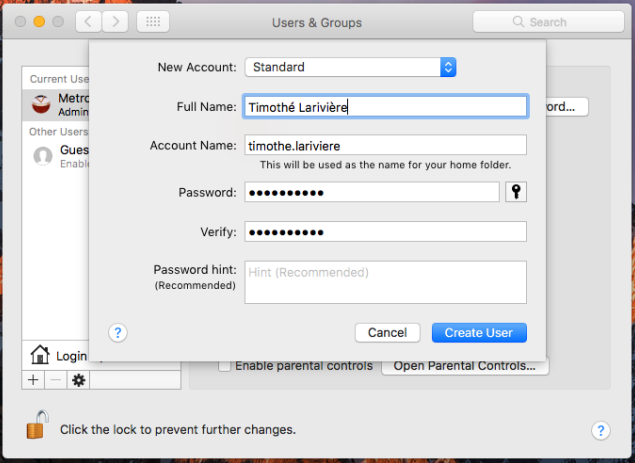 Users & Groups
Search
New Account: Standard
Current Use
Full Name: Timothé Larivière
Metro
Admin
ord...
Other Users
Account Name: timothe.lariviere
Gues
Enable
This will be used as the name for your home folder.
Password: ••••••••••
Verify: ••••••••••
Password hint: Hint (Recommended)
(Recommended)
?
Cancel
Create User
Login
Enable parental controls
Open Parental Controls...
+ −
Click the lock to prevent further changes.
?